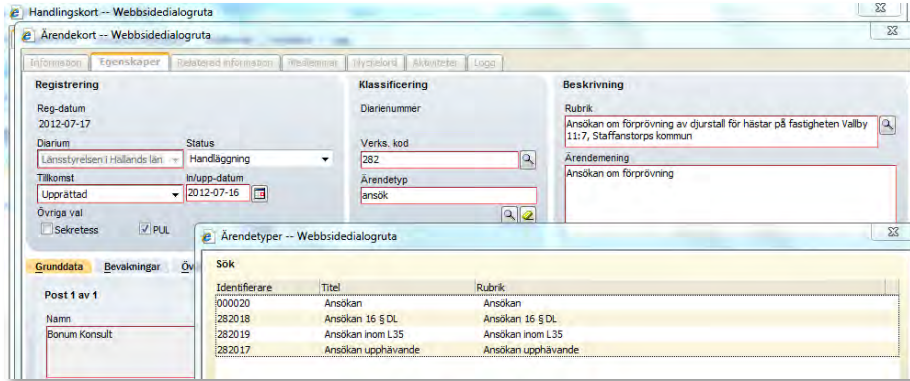 Handlingskort -- Webbsidedialogruta
Ärendekort -- Webbsidedialogruta
Information Egenskaper Relaterad information Medlemmar Nyckelord Aktiviteter Logg
Registrering Klassificering Beskrivning
Reg-datum Diarienummer Rubrik
2012-07-17
Ansökan om förprövning av djurstall för hästar på fastigheten Vallby
11:7, Staffanstorps kommun
Diarium Status Verks. kod
Länsstyrelsen i Hallands län Handläggning 282
Ärendemening
Ansökan om förprövning
Tillkomst In/upp-datum Ärendetyp
Upprättad 2012-07-16 ansök
Övriga val
Sekretess PUL
Ärendetyper -- Webbsidedialogruta
Grunddata Bevakningar Öv
Sök
Post 1 av 1
Namn
Bonum Konsult
Identifierare Titel Rubrik
000020 Ansökan Ansökan
282018 Ansökan 16 § DL Ansökan 16 § DL
282019 Ansökan inom L35 Ansökan inom L35
282017 Ansökan upphävande Ansökan upphävande